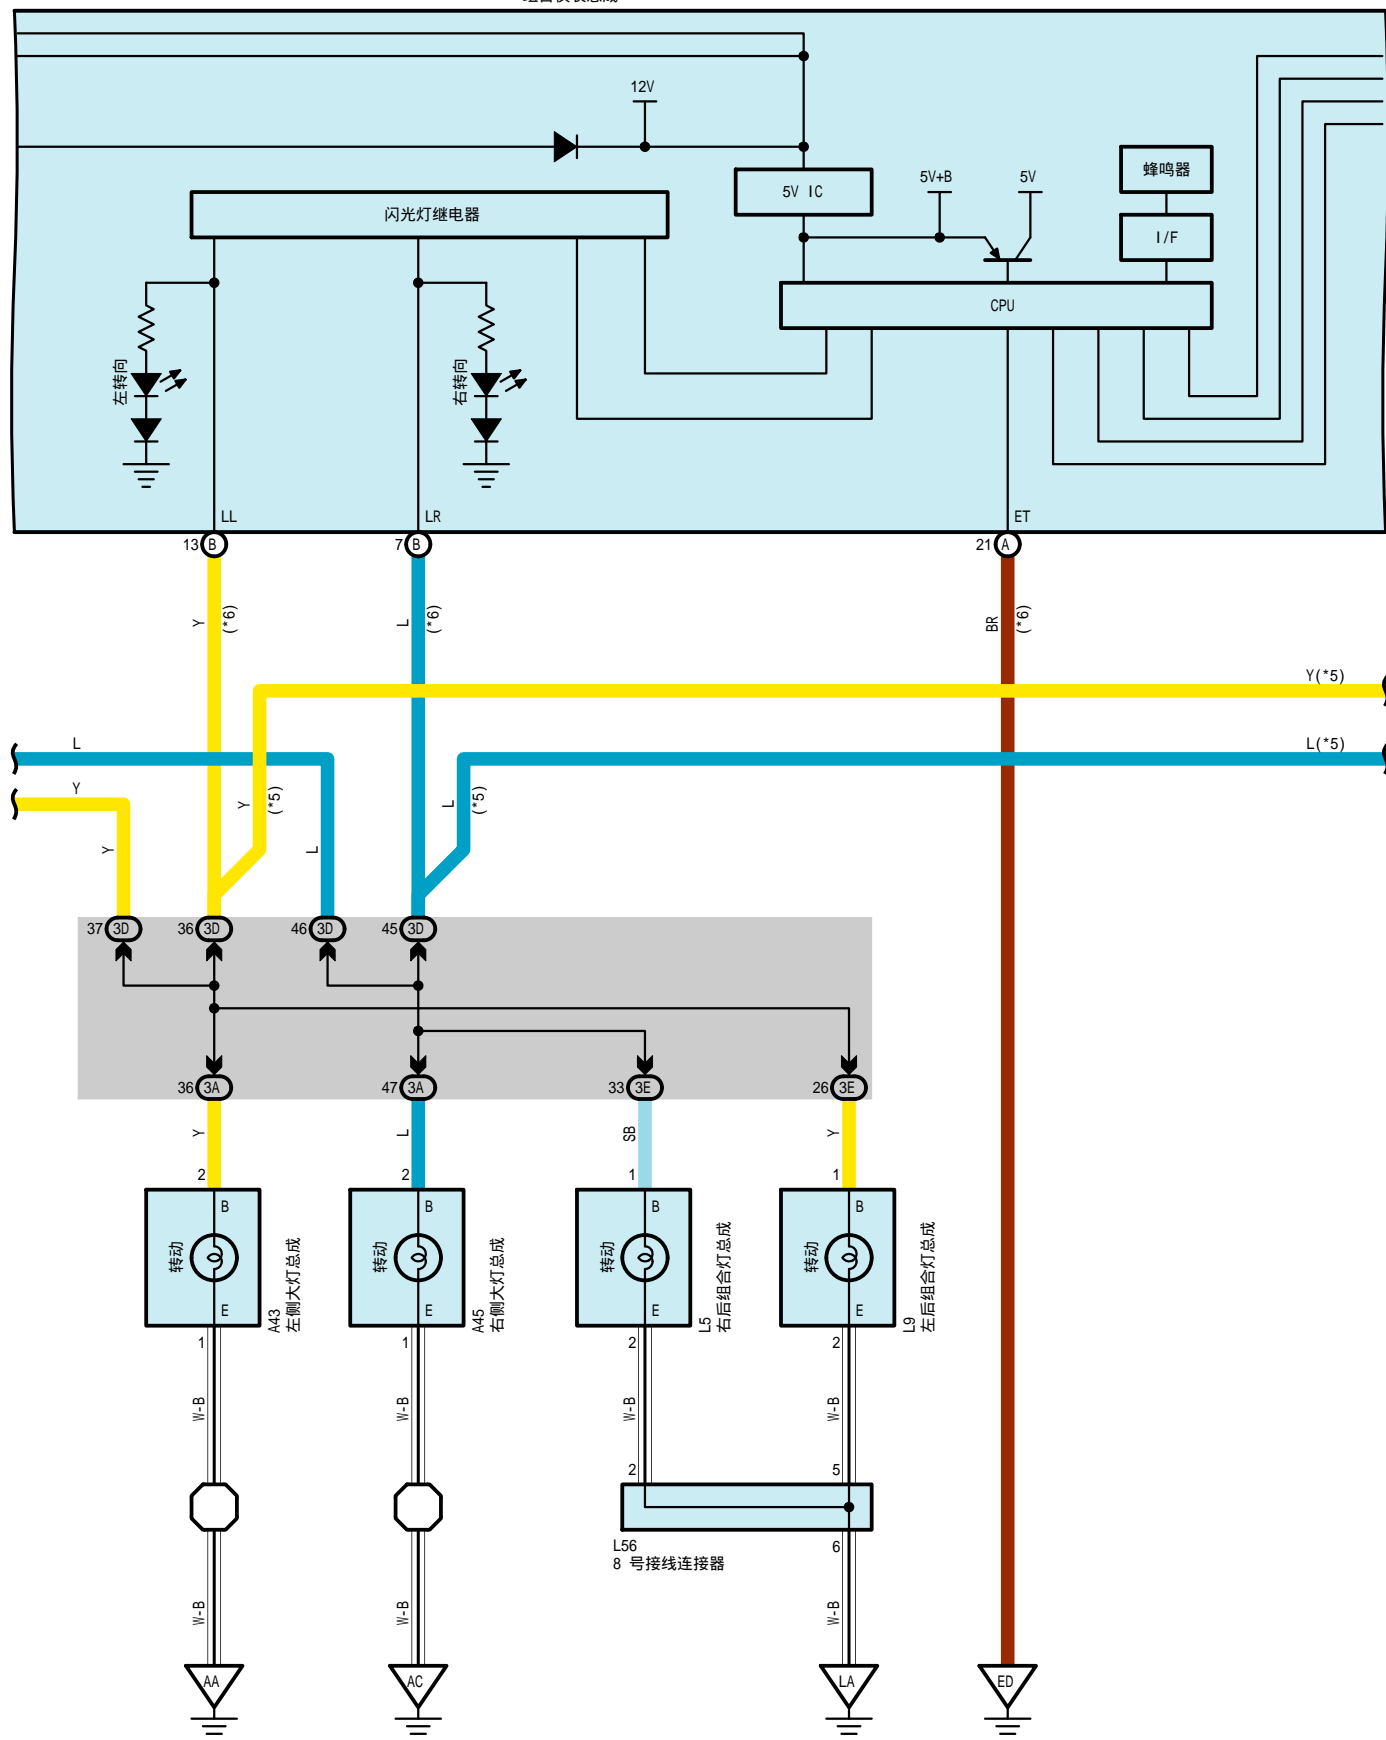 12V
5V IC
5V+B
5V
蜂鸣器
闪光灯继电器
I/F
CPU
左转向
右转向
LL
LR
ET
13 B
7 B
21 A
Y
(*6)
L
(*6)
BR
(*6)
Y(*5)
L
L(*5)
Y
Y
(*5)
L
(*5)
Y
L
37 3D
36 3D
46 3D
45 3D
36 3A
47 3A
33 3E
26 3E
Y
L
SB
Y
2
2
1
1
B
B
B
B
转动
转动
转动
转动
E
E
E
E
A43
左侧大灯总成
A45
右侧大灯总成
L5
右后组合灯总成
L9
左后组合灯总成
1
1
2
2
W-B
W-B
W-B
W-B
2
5
L56
8 号接线连接器
6
W-B
W-B
W-B
AA
AC
LA
ED